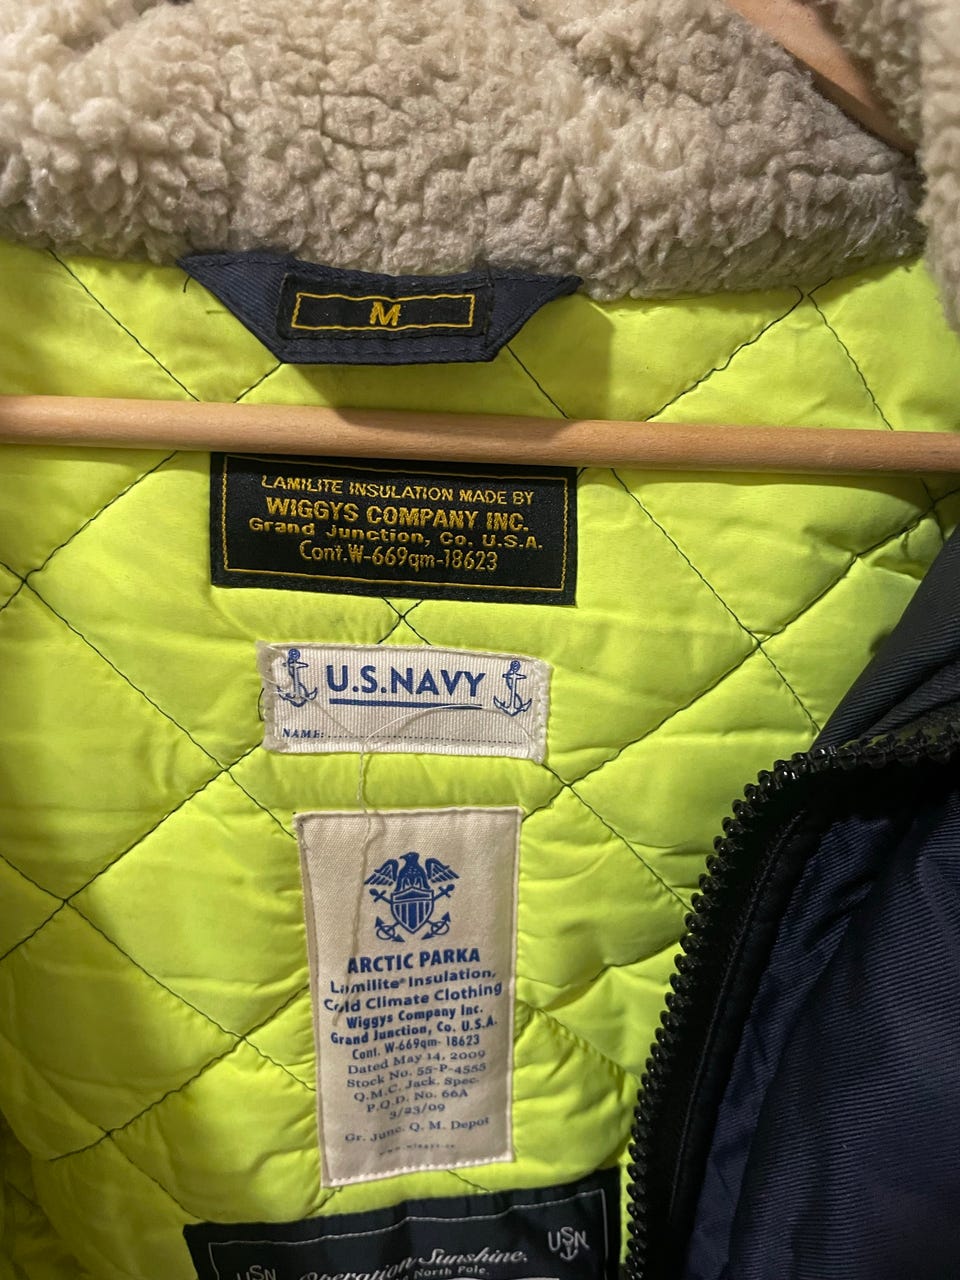 M
LAMILITE INSULATION MADE BY
WIGGYS COMPANY INC.
Grand Junction, Co. U.S.A.
Cont.W-669qm-18623
U.S.NAVY
NAME:
ARCTIC PARKA
Lamilite® Insulation,
Cold Climate Clothing
Wiggys Company Inc.
Grand Junction, Co. U.S.A.
Cont. W-669qm- 18623
Dated May 14, 2009
Stock No. 55-P-4555
Q.M.C. Jack. Spec.
P.Q.D. No. 66A
3/23/09
Gr. Junc. Q. M. Depot
USN
Operation Sunshine.
North Pole.
USN